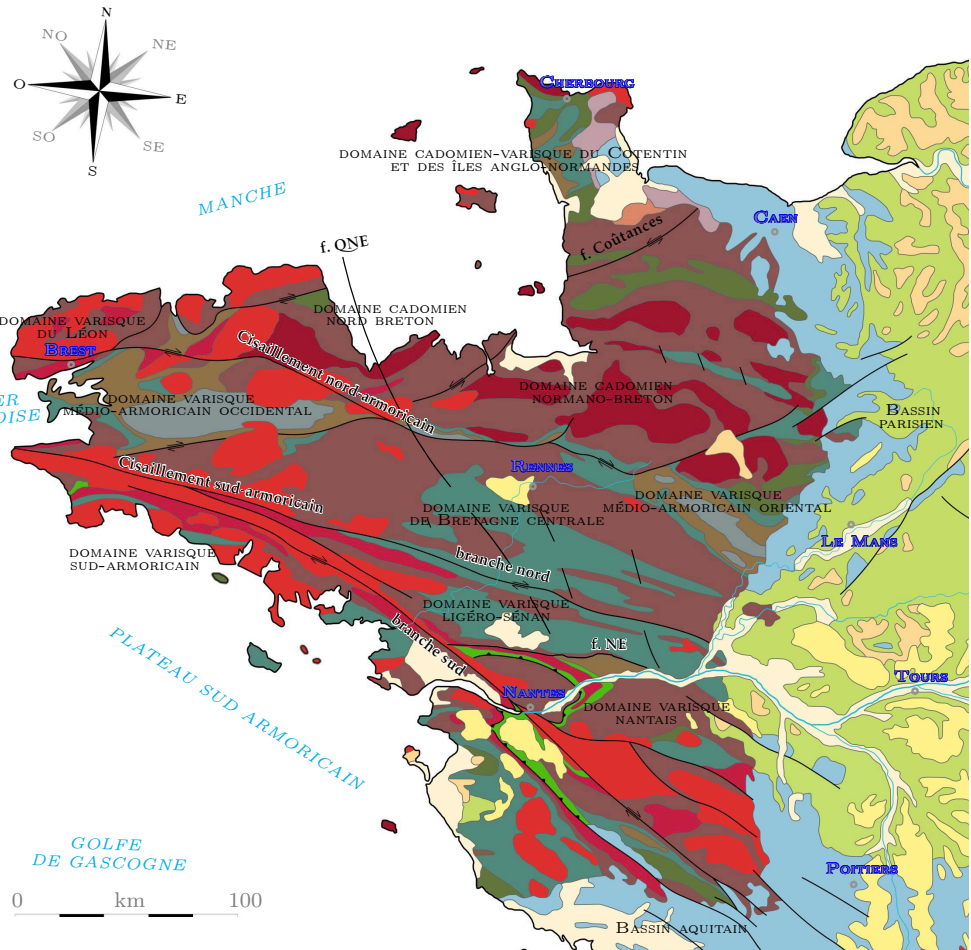 N
NO
NE
O
E
SO
SE
S
Cherbourg
DOMAINE CADOMIEN-VARISQUE DU COTENTIN
ET DES ÎLES ANGLO-NORMANDES
MANCHE
Caen
f. Coûtances
f. QNE
DOMAINE CADOMIEN
NORD BRETON
DOMAINE VARISQUE
DU LÉON
Brest
Cisaillement nord-armoricain
DOMAINE CADOMIEN
NORMANO-BRETON
DOMAINE VARISQUE
MÉDIO-ARMORICAIN OCCIDENTAL
ER
OISE
Bassin
PARISIEN
Cisaillement sud-armoricain
Rennes
DOMAINE VARISQUE
DE BRETAGNE CENTRALE
DOMAINE VARISQUE
MÉDIO-ARMORICAIN ORIENTAL
Le Mans
DOMAINE VARISQUE
SUD-ARMORICAIN
branche nord
DOMAINE VARISQUE
LIGÉRO-SÉNAN
branche sud
f. NE
PLATEAU SUD ARMORICAIN
Nantes
Tours
DOMAINE VARISQUE
NANTAIS
GOLFE
DE GASCOGNE
Poitiers
0 km 100
Bassin aquitain